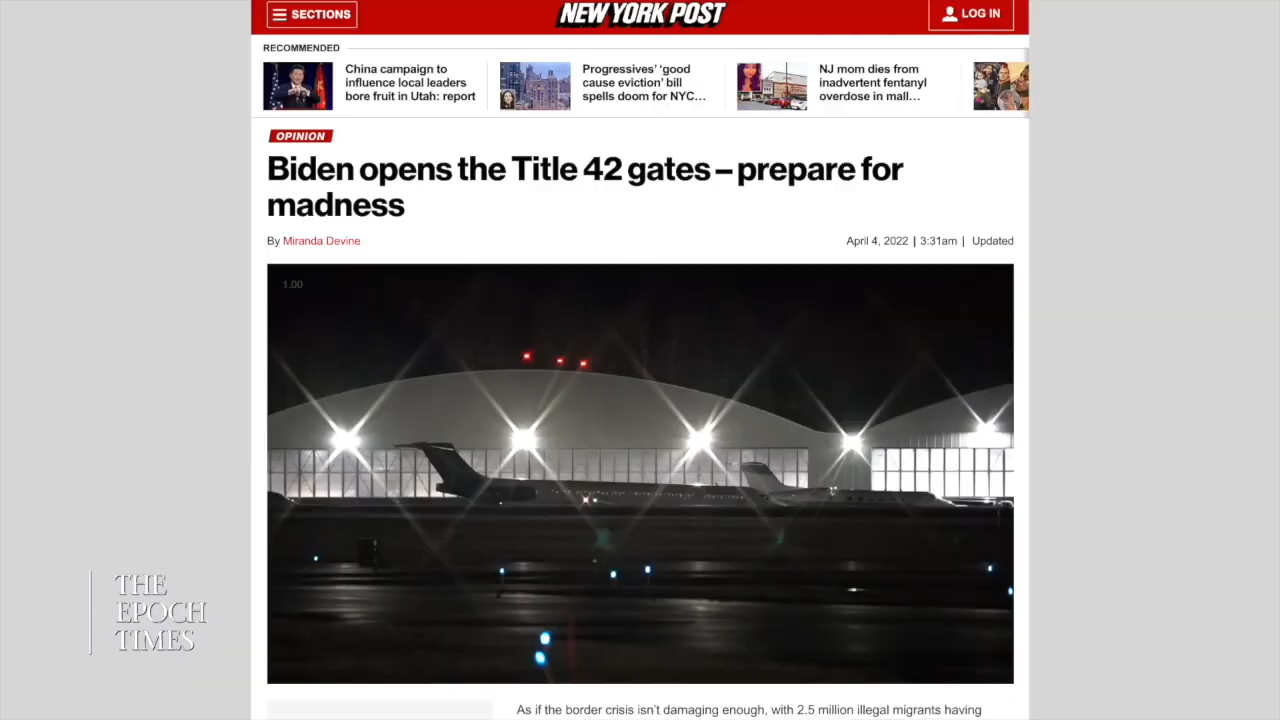 SECTIONS
NEW YORK POST
LOG IN
RECOMMENDED
China campaign to
influence local leaders
bore fruit in Utah: report
Progressives’ ‘good
cause eviction’ bill
spells doom for NYC...
NJ mom dies from
inadvertent fentanyl
overdose in mall...
OPINION
Biden opens the Title 42 gates – prepare for
madness
By Miranda Devine
April 4, 2022 | 3:31am | Updated
1.00
THE
EPOCH
TIMES
As if the border crisis isn’t damaging enough, with 2.5 million illegal migrants having